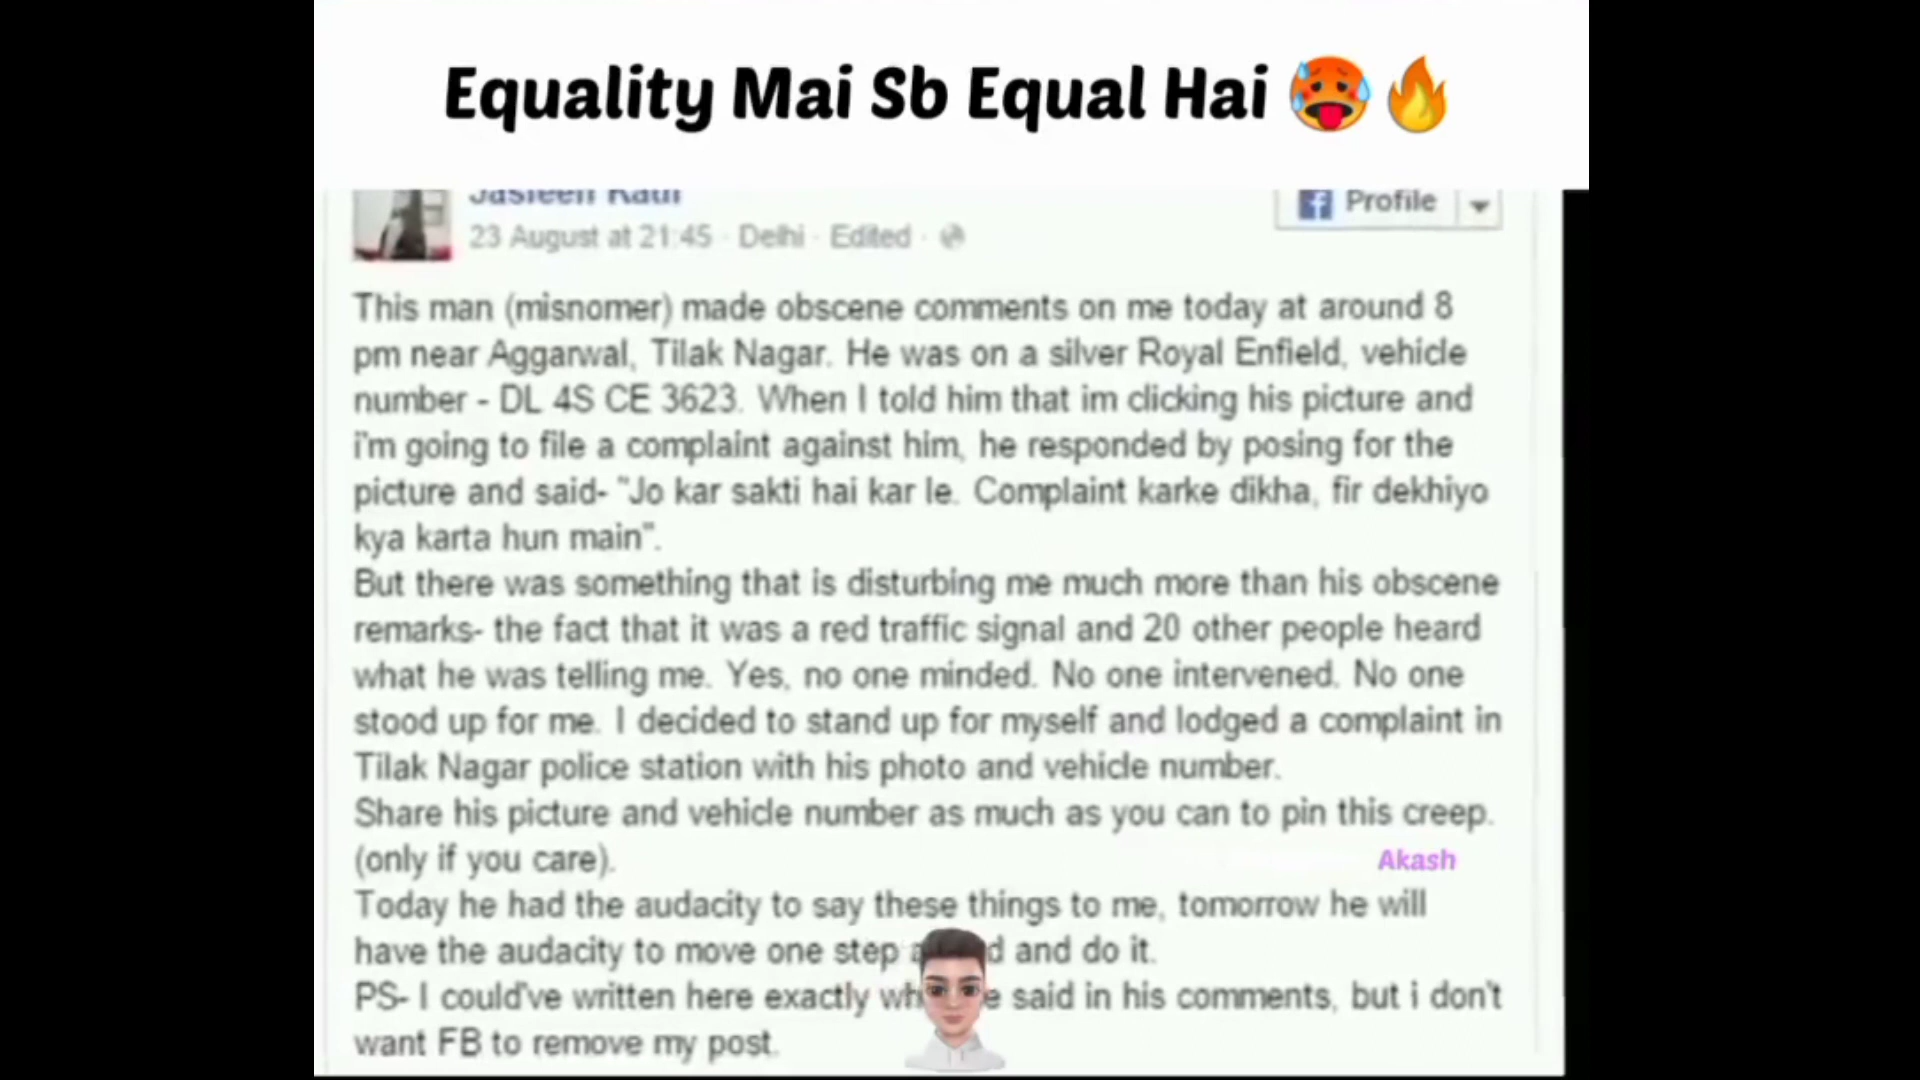 Equality Mai Sb Equal Hai
Jasleen Kaur
Profile
23 August at 21:45 · Delhi · Edited ·
This man (misnomer) made obscene comments on me today at around 8
pm near Aggarwal, Tilak Nagar. He was on a silver Royal Enfield, vehicle
number - DL 4S CE 3623. When I told him that im clicking his picture and
i'm going to file a complaint against him, he responded by posing for the
picture and said- "Jo kar sakti hai kar le. Complaint karke dikha, fir dekhiyo
kya karta hun main".
But there was something that is disturbing me much more than his obscene
remarks- the fact that it was a red traffic signal and 20 other people heard
what he was telling me. Yes, no one minded. No one intervened. No one
stood up for me. I decided to stand up for myself and lodged a complaint in
Tilak Nagar police station with his photo and vehicle number.
Share his picture and vehicle number as much as you can to pin this creep.
(only if you care).
Akash
Today he had the audacity to say these things to me, tomorrow he will
have the audacity to move one step and do it.
PS- I could've written here exactly said in his comments, but i don't
want FB to remove my post.